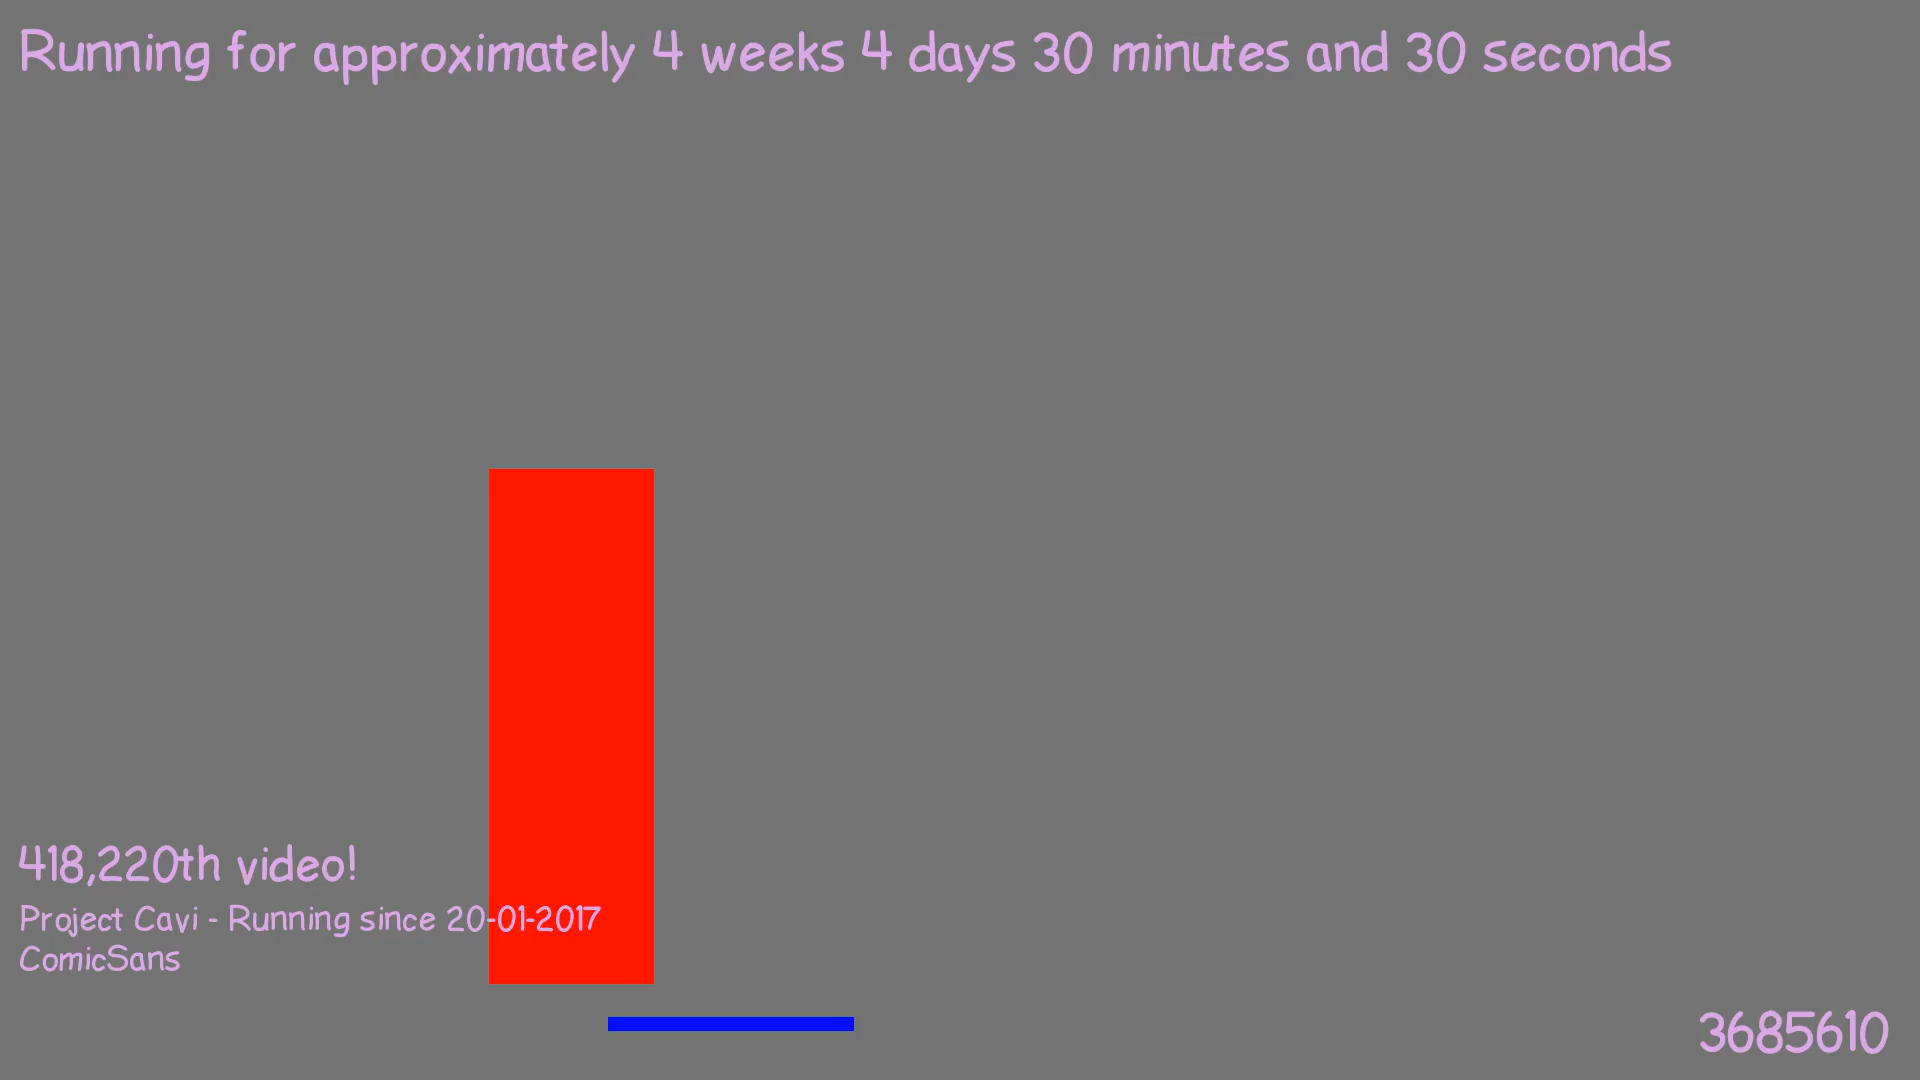 Running for approximately 4 weeks 4 days 30 minutes and 30 seconds
418,220th video!
Project Cavi - Running since 20-01-2017
ComicSans
3685610